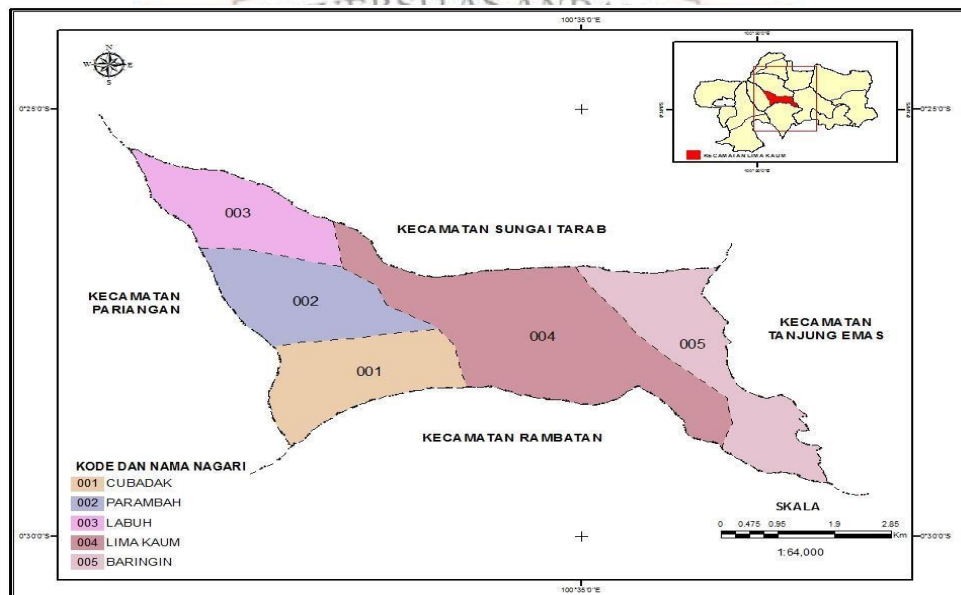 100°35'0"E
N
W E
S
0°25'0"S
0°25'0"S
KECAMATAN LIMA KAUM
003
KECAMATAN SUNGAI TARAB
KECAMATAN
PARIANGAN
002
004
005
KECAMATAN
TANJUNG EMAS
001
KECAMATAN RAMBATAN
KODE DAN NAMA NAGARI
001 CUBADAK
002 PARAMBAH
003 LABUH
004 LIMA KAUM
005 BARINGIN
SKALA
0 0.475 0.95 1.9 2.85
Km
1:64,000
0°30'0"S
0°30'0"S
100°35'0"E